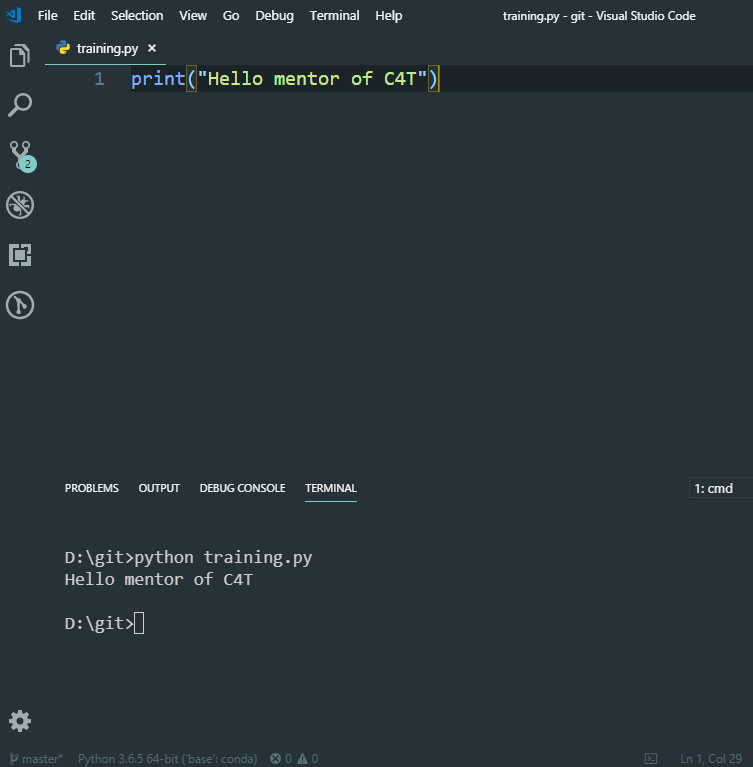 File Edit Selection View Go Debug Terminal Help training.py - git - Visual Studio Code
training.py ×
1 print("Hello mentor of C4T")
2
PROBLEMS OUTPUT DEBUG CONSOLE TERMINAL 1: cmd
D:\git>python training.py
Hello mentor of C4T
D:\git>
master* Python 3.6.5 64-bit ('base': conda) 0 0 Ln 1, Col 29